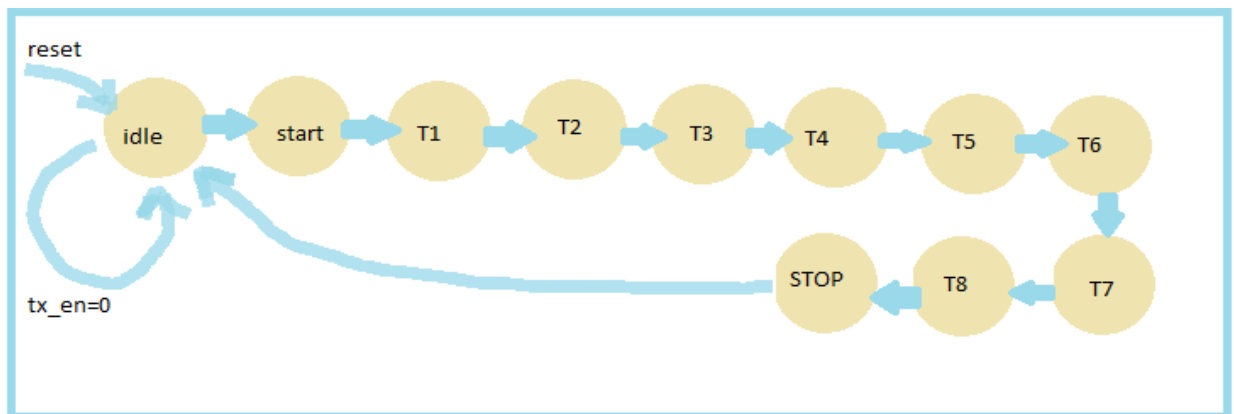 reset
idle
start
T1
T2
T3
T4
T5
T6
T7
T8
STOP
tx_en=0